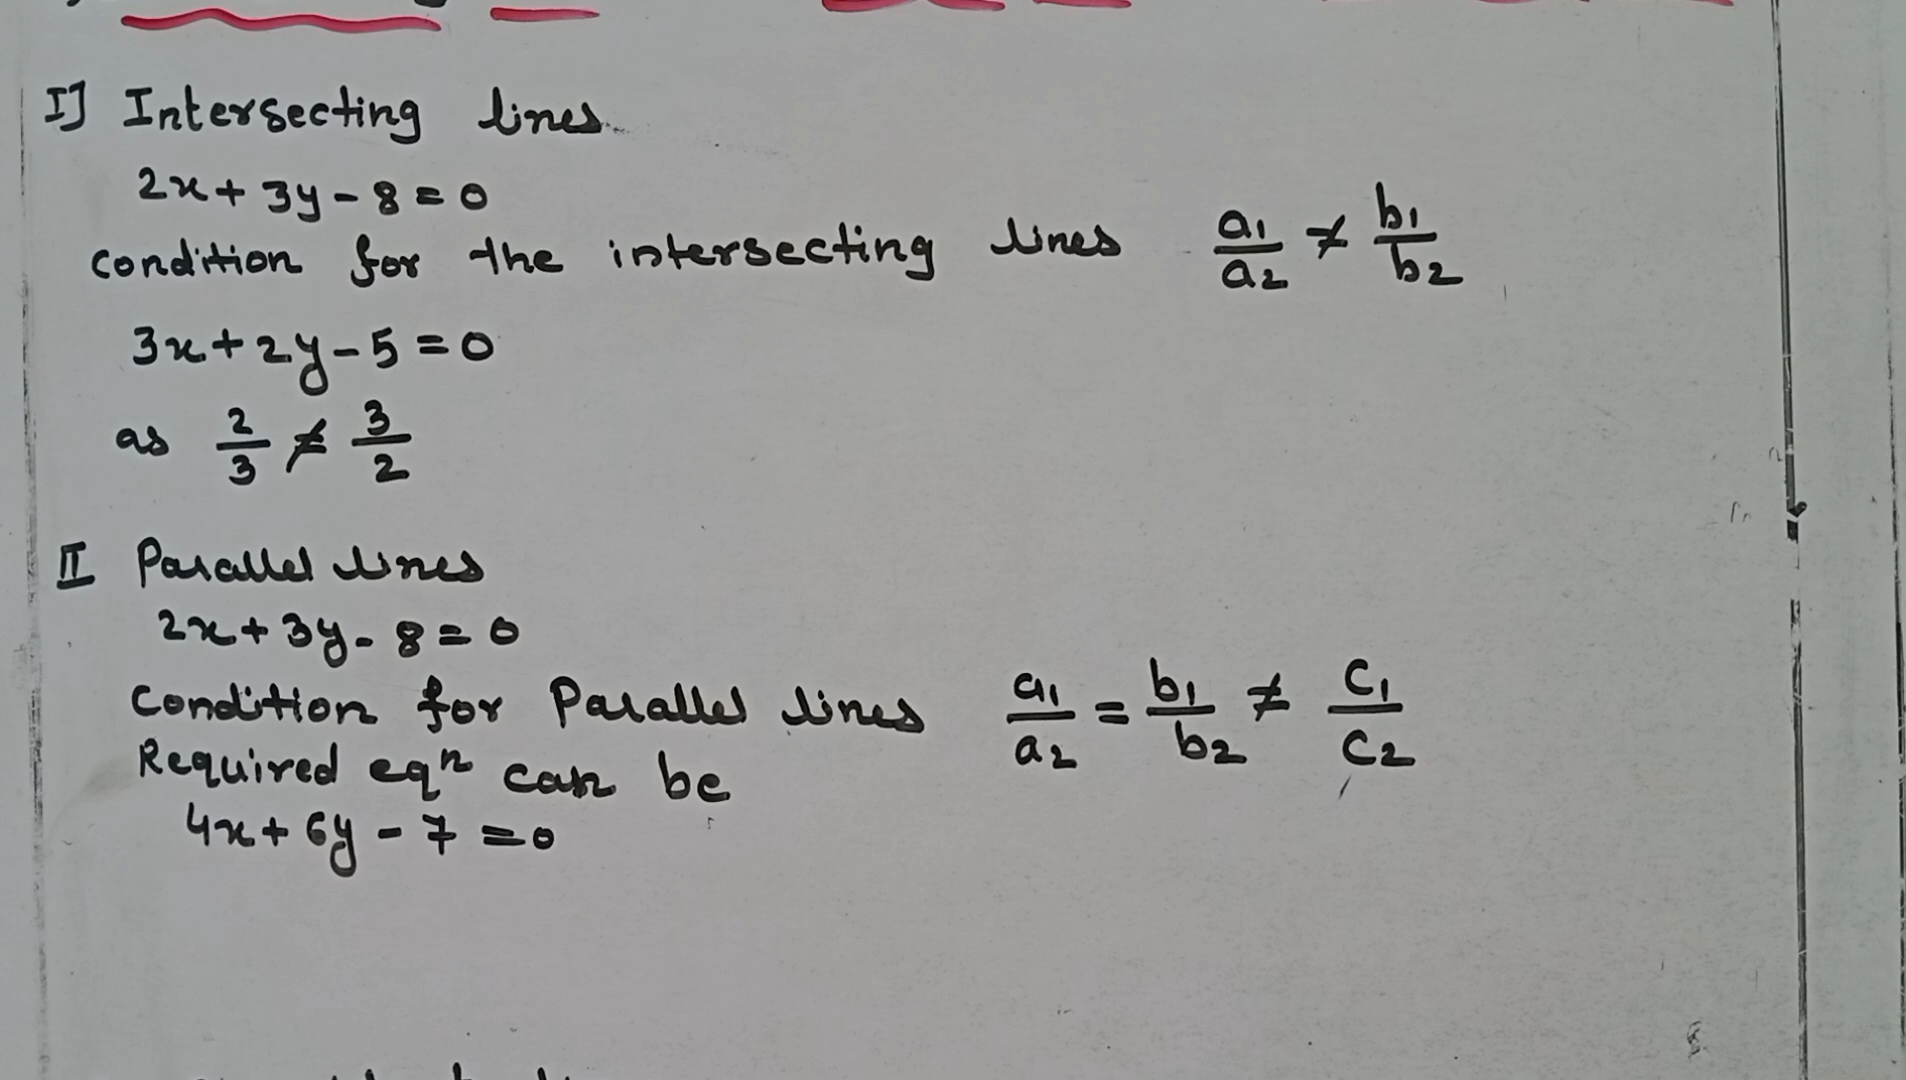 I] Intersecting lines
2x + 3y - 8 = 0
condition for the intersecting lines a1/a2 ≠ b1/b2
3x + 2y - 5 = 0
as 2/3 ≠ 3/2
II Parallel lines
2x + 3y - 8 = 0
Condition for Parallel lines a1/a2 = b1/b2 ≠ c1/c2
Required eqⁿ can be
4x + 6y - 7 = 0